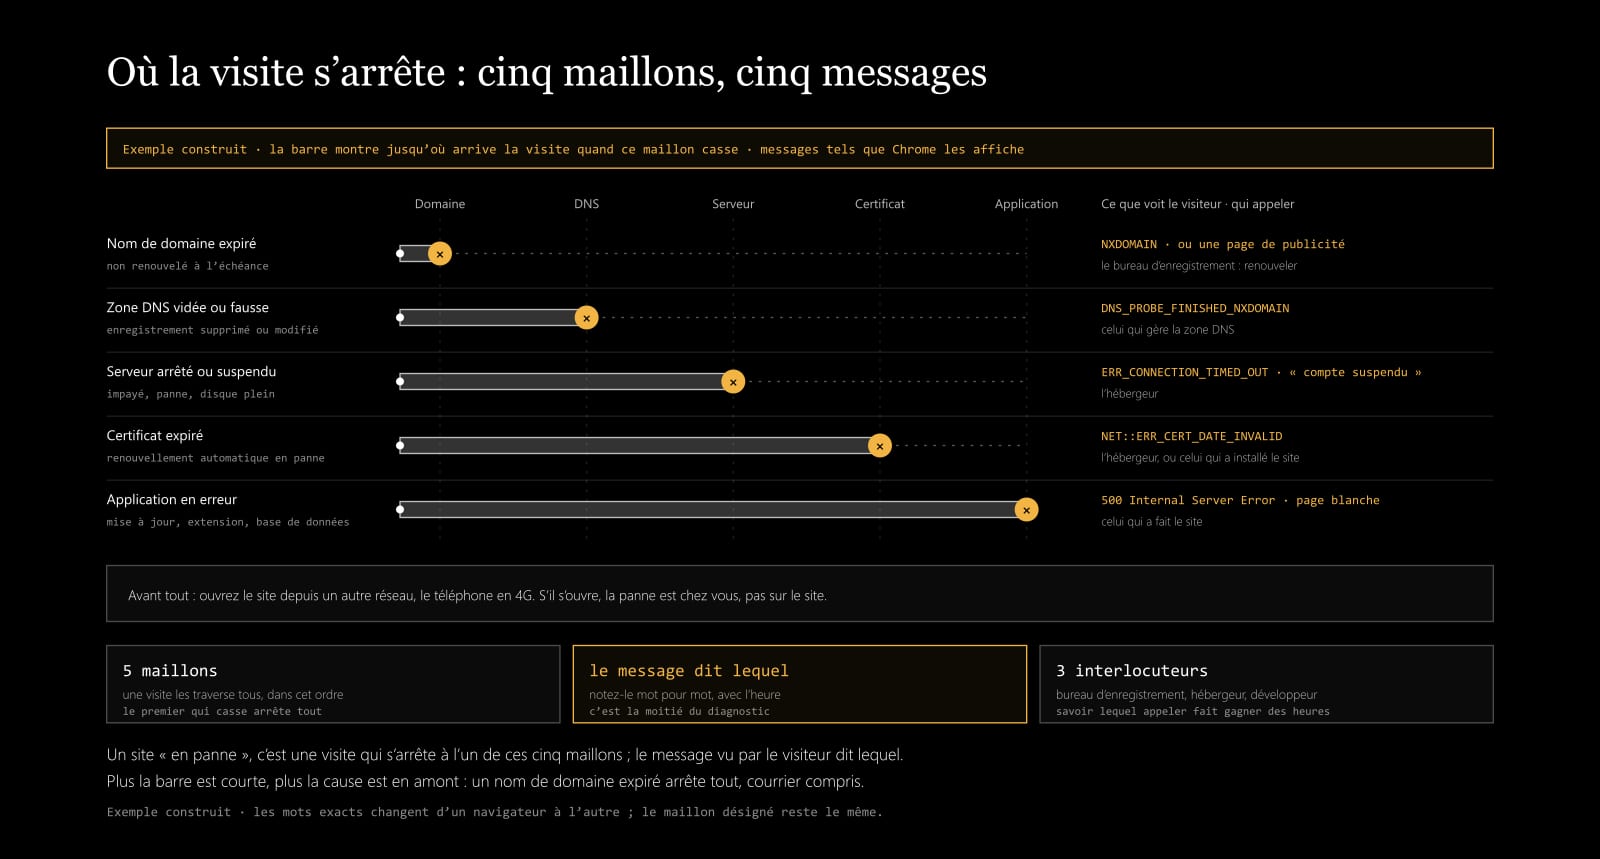 Où la visite s’arrête : cinq maillons, cinq messages
Exemple construit · la barre montre jusqu’où arrive la visite quand ce maillon casse · messages tels que Chrome les affiche
Domaine DNS Serveur Certificat Application Ce que voit le visiteur · qui appeler
Nom de domaine expiré
non renouvelé à l’échéance
NXDOMAIN · ou une page de publicité
le bureau d’enregistrement : renouveler
Zone DNS vidée ou fausse
enregistrement supprimé ou modifié
DNS_PROBE_FINISHED_NXDOMAIN
celui qui gère la zone DNS
Serveur arrêté ou suspendu
impayé, panne, disque plein
ERR_CONNECTION_TIMED_OUT · « compte suspendu »
l’hébergeur
Certificat expiré
renouvellement automatique en panne
NET::ERR_CERT_DATE_INVALID
l’hébergeur, ou celui qui a installé le site
Application en erreur
mise à jour, extension, base de données
500 Internal Server Error · page blanche
celui qui a fait le site
Avant tout : ouvrez le site depuis un autre réseau, le téléphone en 4G. S’il s’ouvre, la panne est chez vous, pas sur le site.
5 maillons
une visite les traverse tous, dans cet ordre
le premier qui casse arrête tout
le message dit lequel
notez-le mot pour mot, avec l’heure
c’est la moitié du diagnostic
3 interlocuteurs
bureau d’enregistrement, hébergeur, développeur
savoir lequel appeler fait gagner des heures
Un site « en panne », c’est une visite qui s’arrête à l’un de ces cinq maillons ; le message vu par le visiteur dit lequel.
Plus la barre est courte, plus la cause est en amont : un nom de domaine expiré arrête tout, courrier compris.
Exemple construit · les mots exacts changent d’un navigateur à l’autre ; le maillon désigné reste le même.